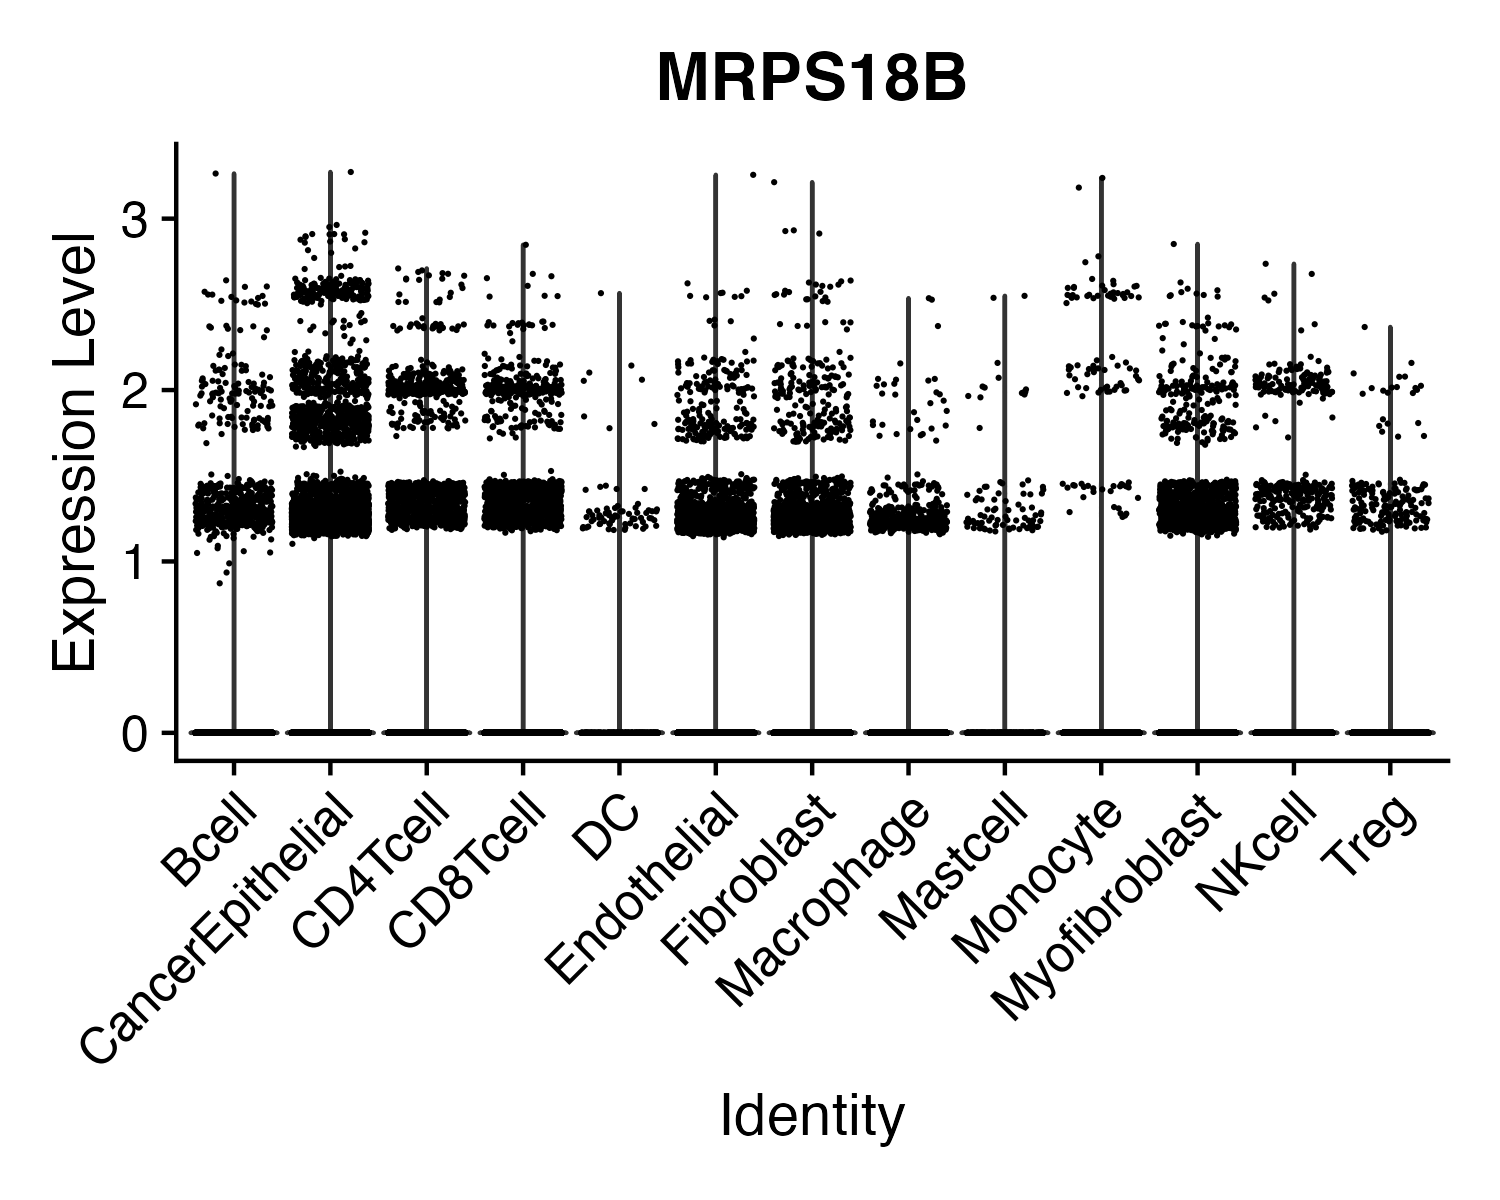 MRPS18B
Expression Level
3
2
1
0
Bcell
CancerEpithelial
CD4Tcell
CD8Tcell
DC
Endothelial
Fibroblast
Macrophage
Mastcell
Monocyte
Myofibroblast
NKcell
Treg
Identity